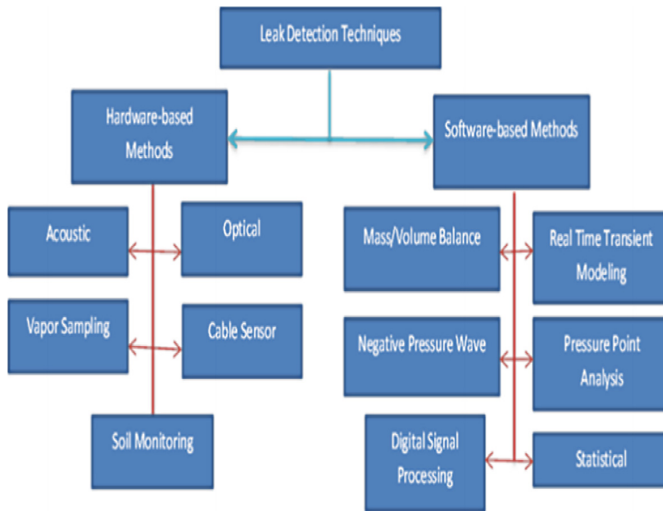 Leak Detection Techniques
Hardware-based
Methods
Software-based Methods
Acoustic
Optical
Vapor Sampling
Cable Sensor
Soil Monitoring
Mass/Volume Balance
Real Time Transient
Modeling
Negative Pressure Wave
Pressure Point
Analysis
Digital Signal
Processing
Statistical